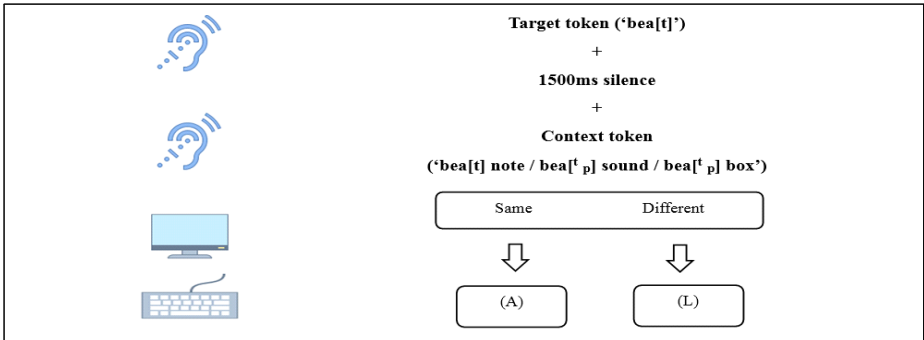 Target token (‘bea[t]’)
+
1500ms silence
+
Context token
(‘bea[t] note / bea[ᵗ ₚ] sound / bea[ᵗ ₚ] box’)
Same Different
(A) (L)